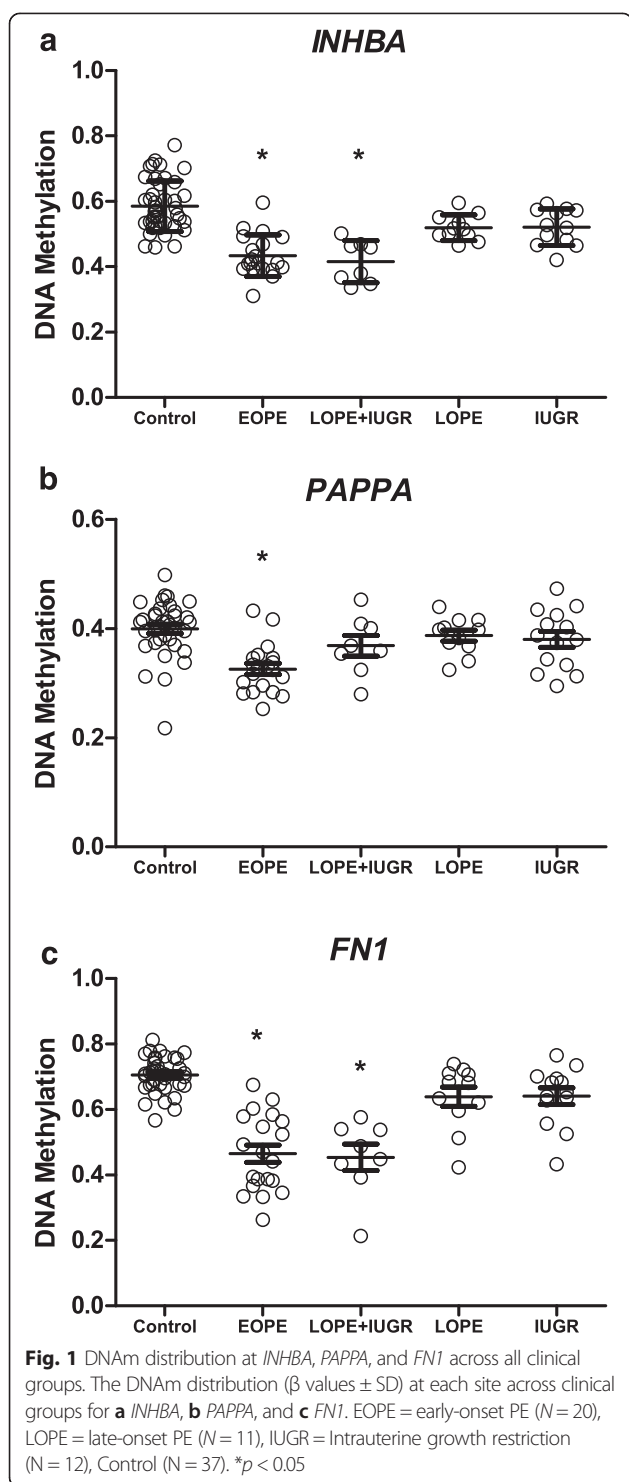 a
INHBA
1.0
0.8
0.6
0.4
0.2
0.0
DNA Methylation
* *
Control EOPE LOPE+IUGR LOPE IUGR
b
PAPPA
0.6
0.4
0.2
0.0
DNA Methylation
*
Control EOPE LOPE+IUGR LOPE IUGR
c
FN1
1.0
0.8
0.6
0.4
0.2
0.0
DNA Methylation
* *
Control EOPE LOPE+IUGR LOPE IUGR
Fig. 1 DNAm distribution at INHBA, PAPPA, and FN1 across all clinical
groups. The DNAm distribution (β values ± SD) at each site across clinical
groups for a INHBA, b PAPPA, and c FN1. EOPE = early-onset PE (N = 20),
LOPE = late-onset PE (N = 11), IUGR = Intrauterine growth restriction
(N = 12), Control (N = 37). *p < 0.05